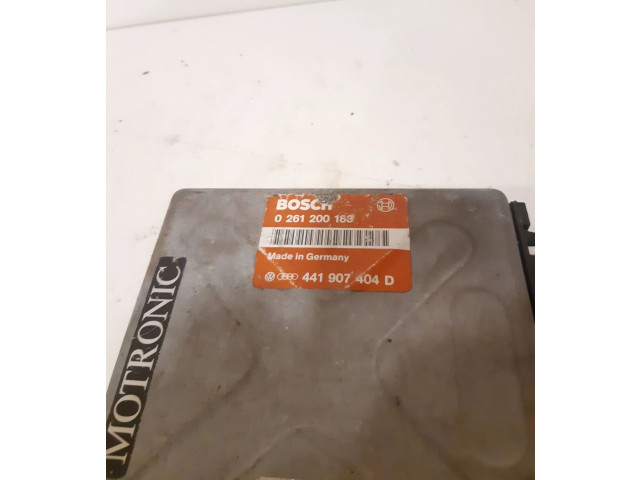 BOSCH
0 261 200 183
Made in Germany
441 907 404 D
MOTRONIC